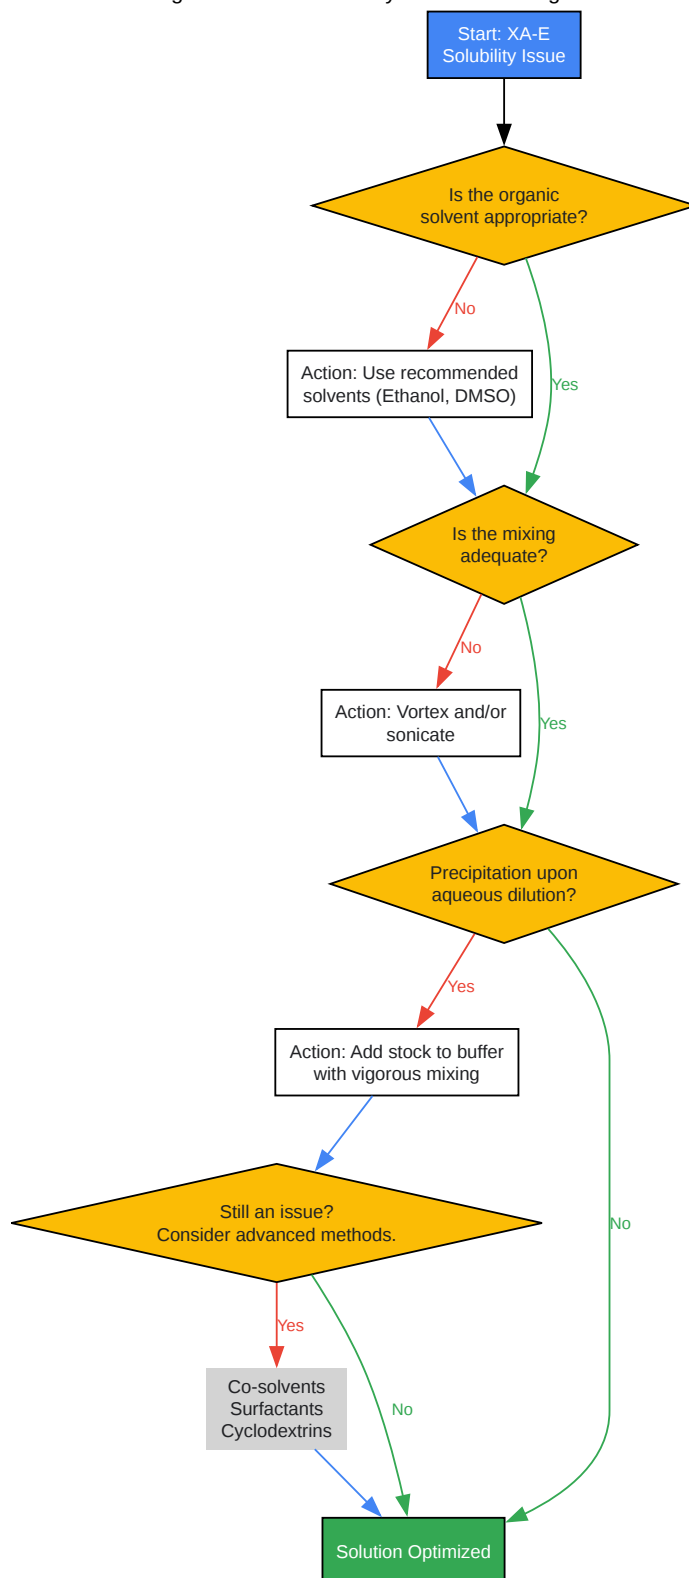 Start: XA-E
Solubility Issue
Is the organic
solvent appropriate?
No
Yes
Action: Use recommended
solvents (Ethanol, DMSO)
Is the mixing
adequate?
No
Yes
Action: Vortex and/or
sonicate
Precipitation upon
aqueous dilution?
Yes
No
Action: Add stock to buffer
with vigorous mixing
Still an issue?
Consider advanced methods.
Yes
No
Co-solvents
Surfactants
Cyclodextrins
Solution Optimized